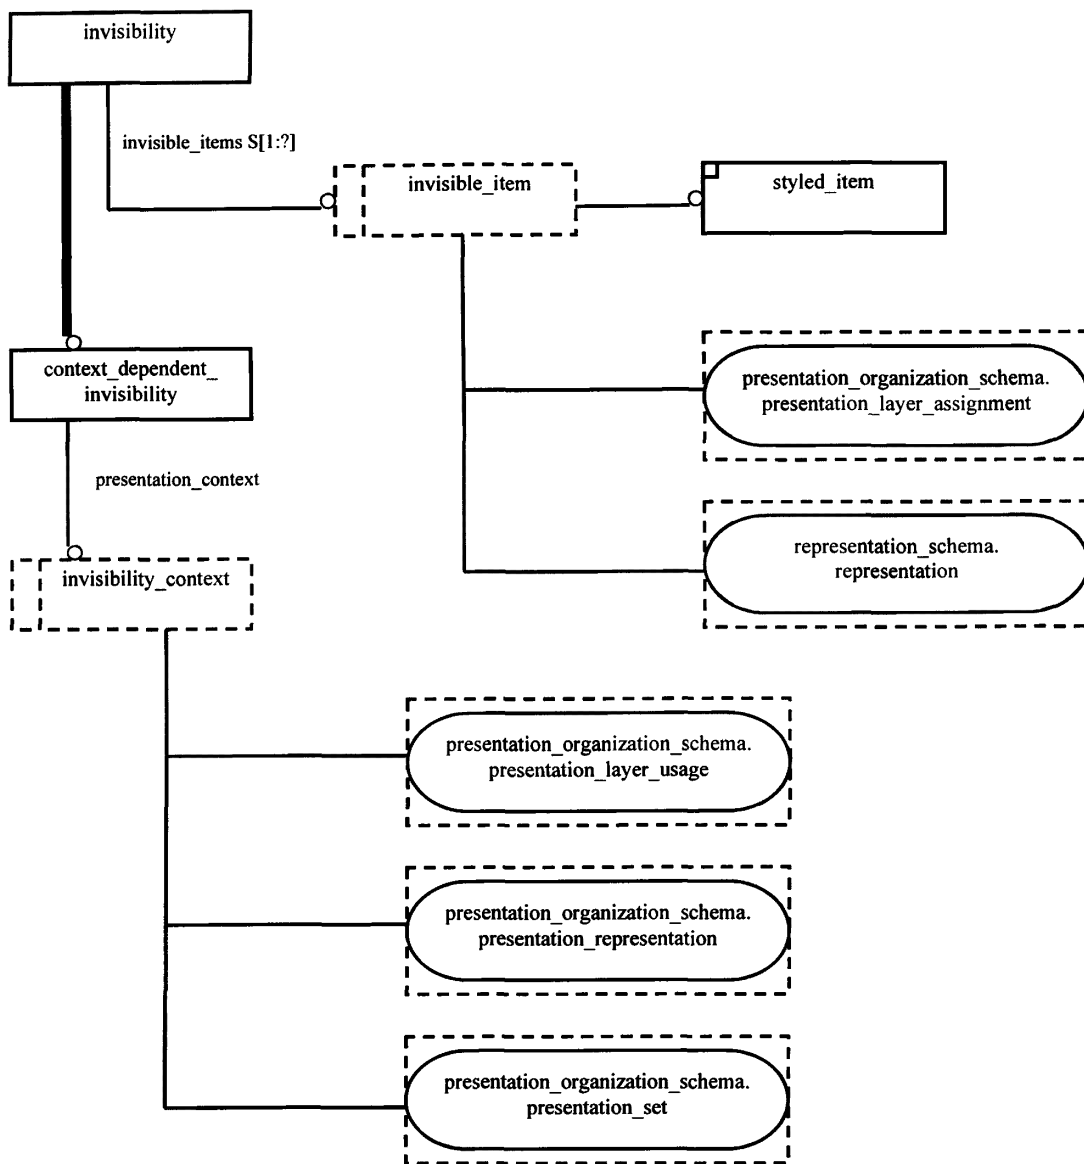 invisibility
invisible_items S[1:?]
invisible_item
styled_item
context_dependent_
invisibility
presentation_organization_schema.
presentation_layer_assignment
presentation_context
representation_schema.
representation
invisibility_context
presentation_organization_schema.
presentation_layer_usage
presentation_organization_schema.
presentation_representation
presentation_organization_schema.
presentation_set